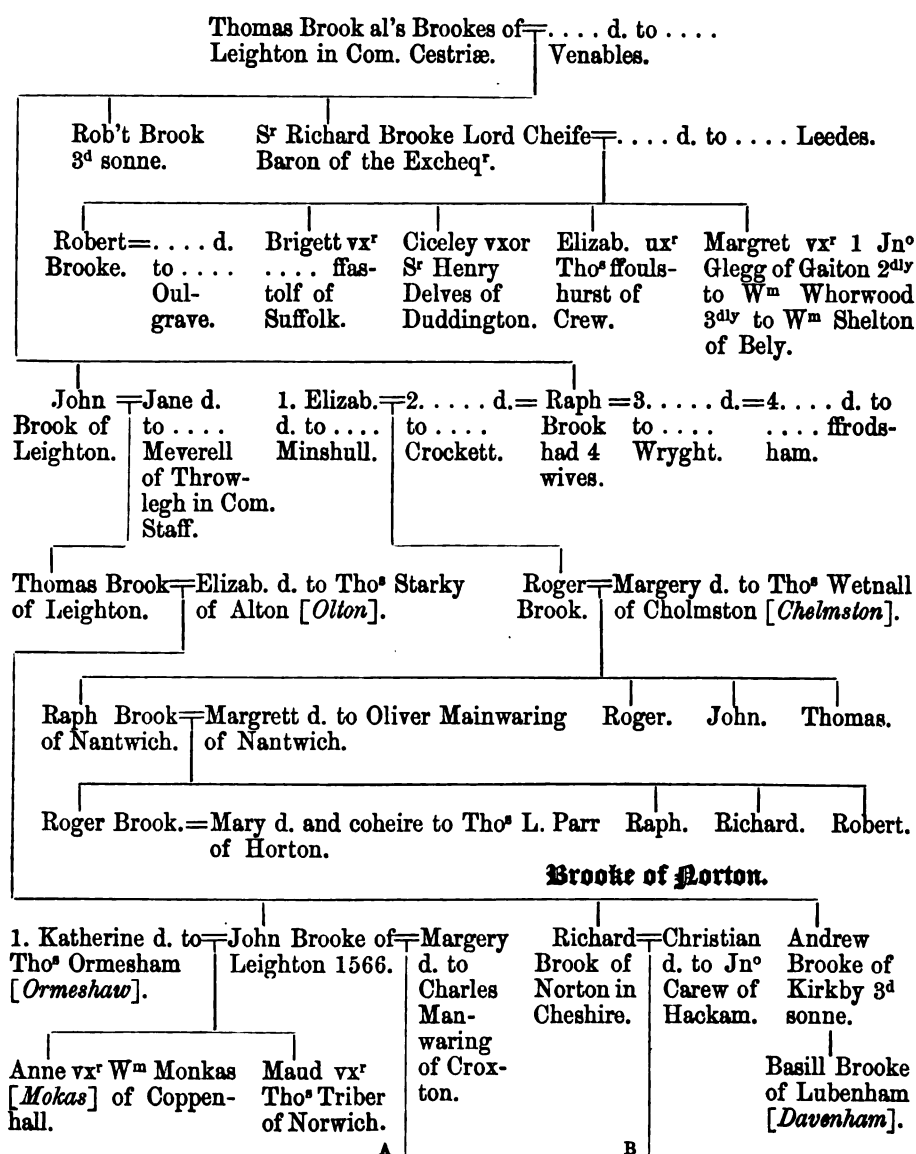 Thomas Brook al's Brookes of=. . . . d. to . . . .
Leighton in Com. Cestriæ. Venables.
Rob't Brook
3d sonne.
Sr Richard Brooke Lord Cheife=. . . . d. to . . . . Leedes.
Baron of the Excheqr.
Robert=. . . . d.
Brooke. to . . . .
Oul-
grave.
Brigett vxr
. . . . ffas-
tolf of
Suffolk.
Ciceley vxor
Sr Henry
Delves of
Duddington.
Elizab. uxr
Thos ffouls-
hurst of
Crew.
Margret vxr 1 Jno
Glegg of Gaiton 2dly
to Wm Whorwood
3dly to Wm Shelton
of Bely.
John =Jane d.
Brook of to . . . .
Leighton. Meverell
of Throw-
legh in Com.
Staff.
1. Elizab.=2. . . . . d.= Raph =3. . . . . d.=4. . . . d. to
d. to . . . . to . . . . Brook to . . . . . . . . ffrods-
Minshull. Crockett. had 4 Wryght. ham.
wives.
Thomas Brook=Elizab. d. to Thos Starky
of Leighton. of Alton [Olton].
Roger=Margery d. to Thos Wetnall
Brook. of Cholmston [Chelmston].
Raph Brook=Margrett d. to Oliver Mainwaring
of Nantwich. of Nantwich.
Roger. John. Thomas.
Roger Brook.=Mary d. and coheire to Thos L. Parr
of Horton.
Raph. Richard. Robert.
Brooke of Norton.
1. Katherine d. to=John Brooke of=Margery
Thos Ormesham Leighton 1566. d. to
[Ormeshaw]. Charles
Man-
waring
of Crox-
ton.
Richard=Christian
Brook of d. to Jno
Norton in Carew of
Cheshire. Hackam.
Andrew
Brooke of
Kirkby 3d
sonne.
Anne vxr Wm Monkas
[Mokas] of Coppen-
hall.
Maud vxr
Thos Triber
of Norwich.
Basill Brooke
of Lubenham
[Davenham].
A B